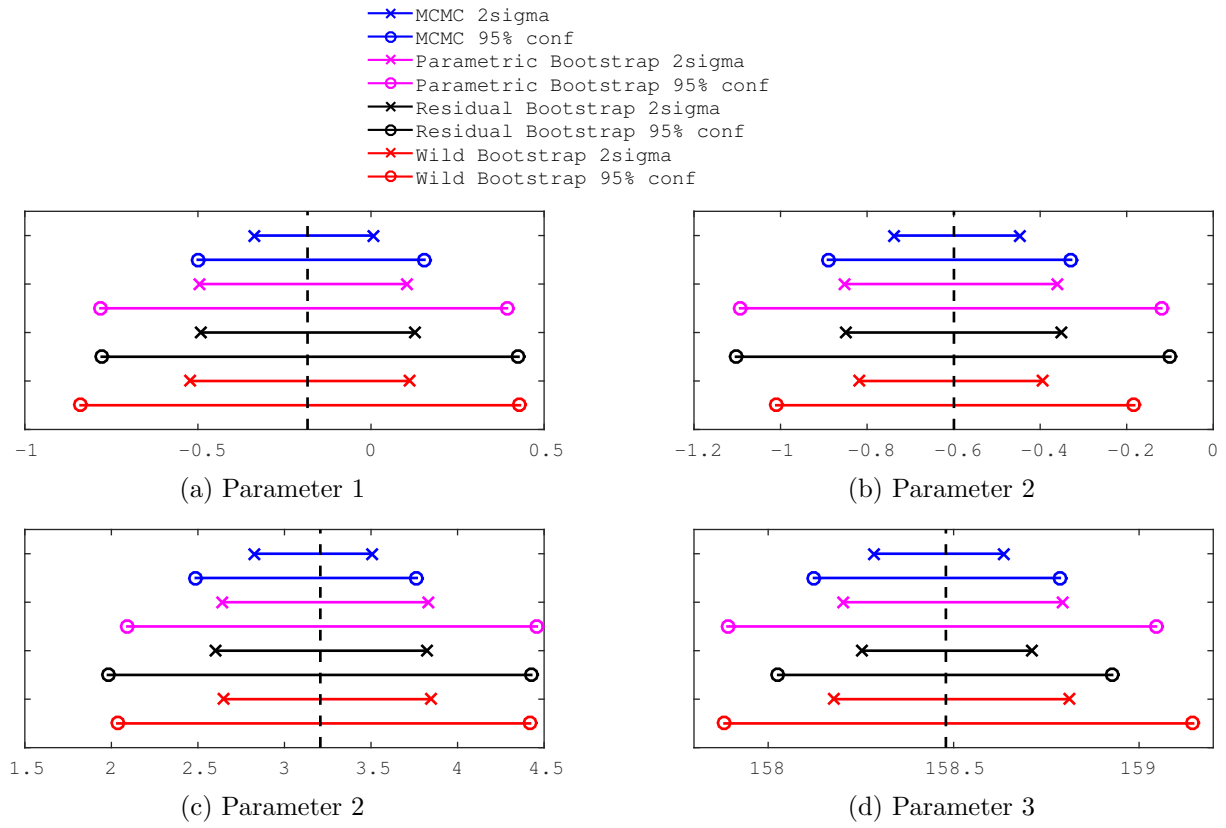 MCMC 2sigma
MCMC 95% conf
Parametric Bootstrap 2sigma
Parametric Bootstrap 95% conf
Residual Bootstrap 2sigma
Residual Bootstrap 95% conf
Wild Bootstrap 2sigma
Wild Bootstrap 95% conf
-1 -0.5 0 0.5
(a) Parameter 1
-1.2 -1 -0.8 -0.6 -0.4 -0.2 0
(b) Parameter 2
1.5 2 2.5 3 3.5 4 4.5
(c) Parameter 2
158 158.5 159
(d) Parameter 3